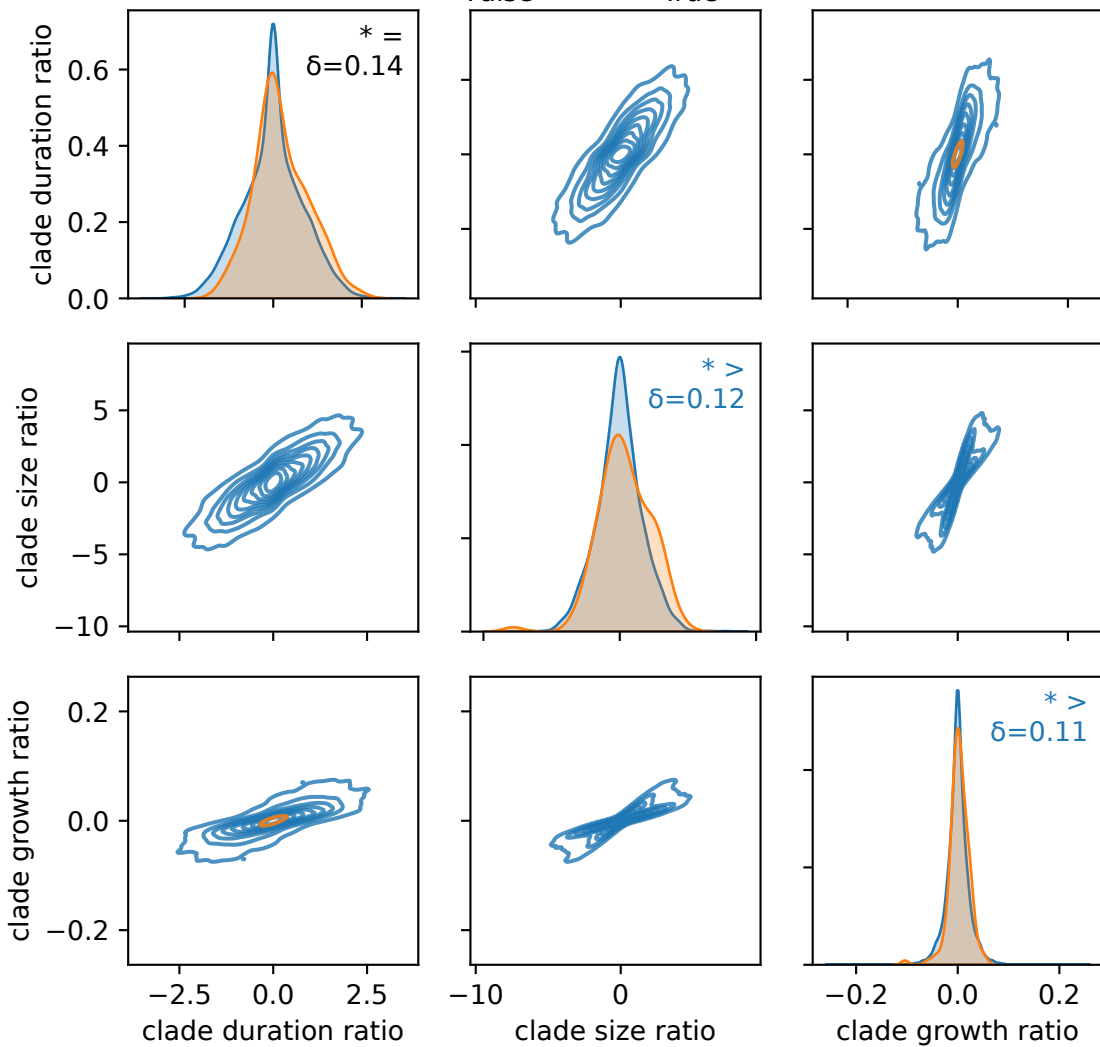 * =
δ=0.14
clade duration ratio
0.6
0.4
0.2
0.0
* >
δ=0.12
clade size ratio
5
0
−5
−10
* >
δ=0.11
clade growth ratio
0.2
0.0
−0.2
−2.5 0.0 2.5 −10 0 −0.2 0.0 0.2
clade duration ratio clade size ratio clade growth ratio